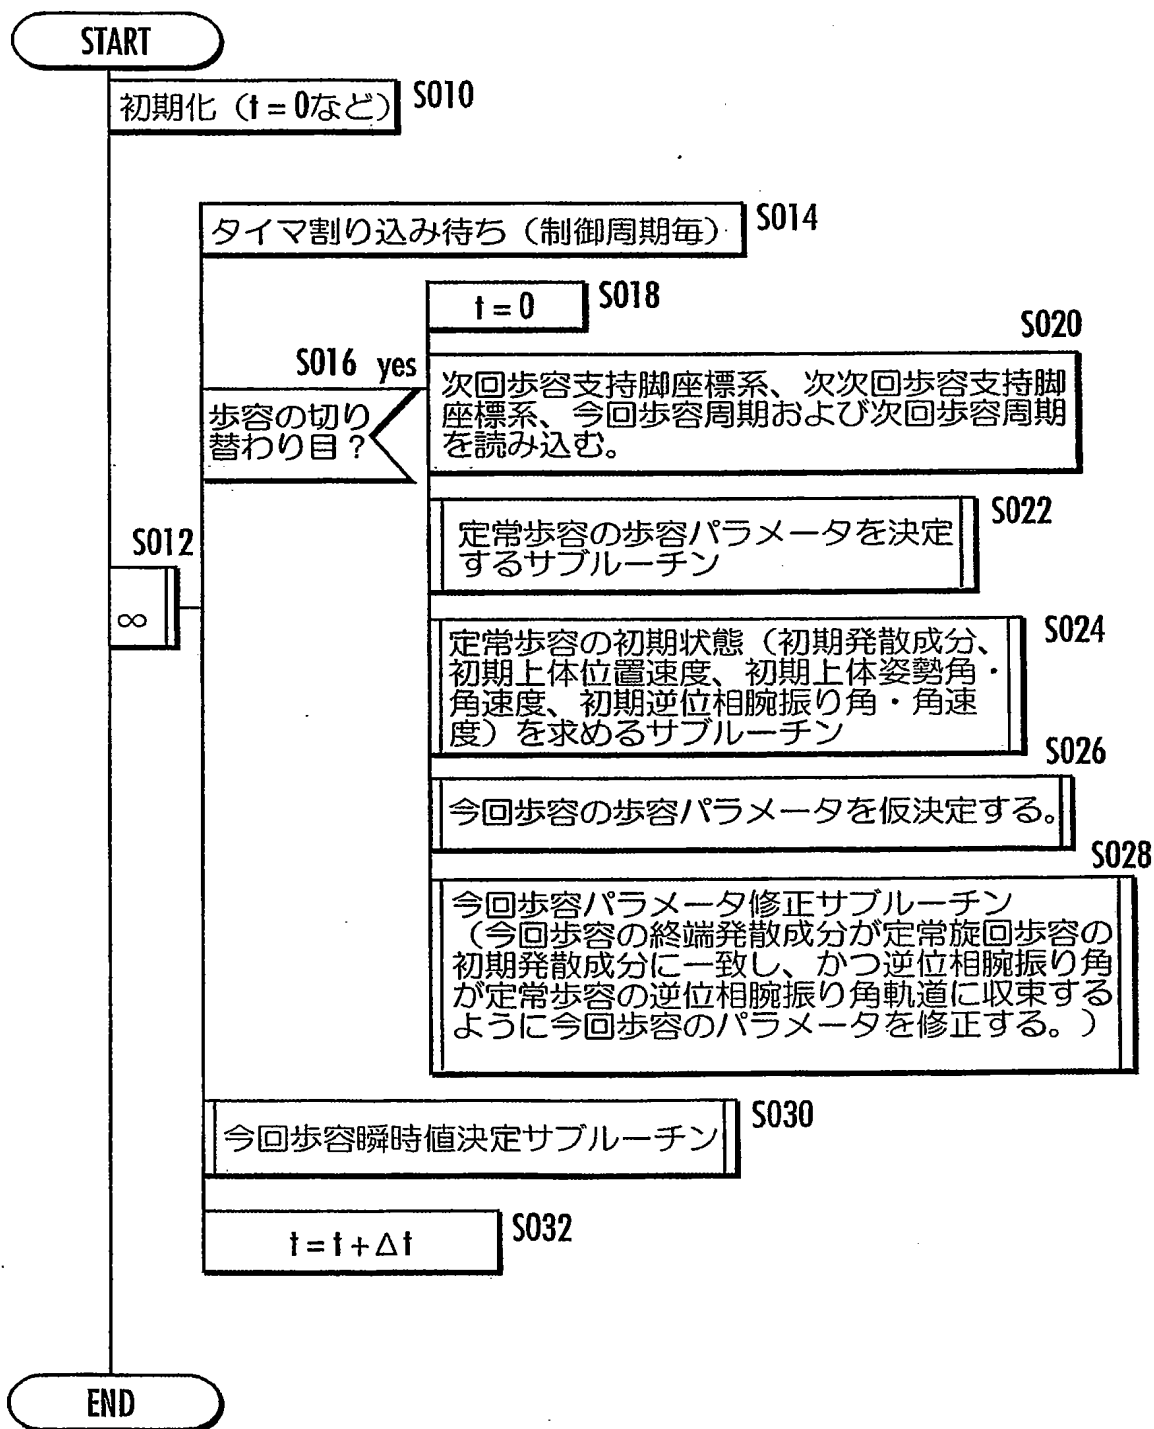 START
初期化（t = 0など）
S010
タイマ割り込み待ち（制御周期毎）
S014
t = 0
S018
S020
S016 yes
次回歩容支持脚座標系、次次回歩容支持脚
座標系、今回歩容周期および次回歩容周期
を読み込む。
歩容の切り
替わり目？
S022
定常歩容の歩容パラメータを決定
するサブルーチン
S012
∞
S024
定常歩容の初期状態（初期発散成分、
初期上体位置速度、初期上体姿勢角・
角速度、初期逆位相腕振り角・角速
度）を求めるサブルーチン
S026
今回歩容の歩容パラメータを仮決定する。
S028
今回歩容パラメータ修正サブルーチン
（今回歩容の終端発散成分が定常旋回歩容の
初期発散成分に一致し、かつ逆位相腕振り角
が定常歩容の逆位相腕振り角軌道に収束する
ように今回歩容のパラメータを修正する。）
S030
今回歩容瞬時値決定サブルーチン
S032
t = t + Δ t
END